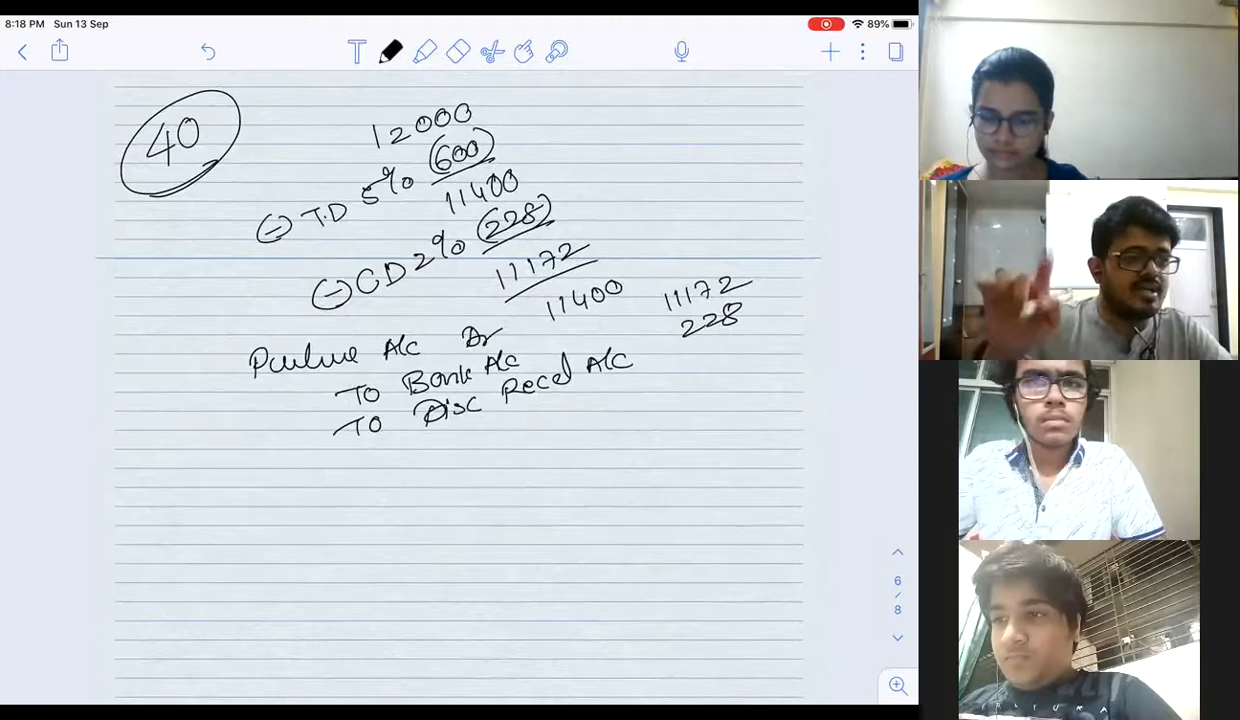 8:18 PM Sun 13 Sep 89%
T
40
12000
(-) T.D 5% (600)
11400
(-) CD 2% (228)
11172
Purchase A/c Dr 11400
To Bank A/c 11172
To Disc Reced A/c 228
6
/
8